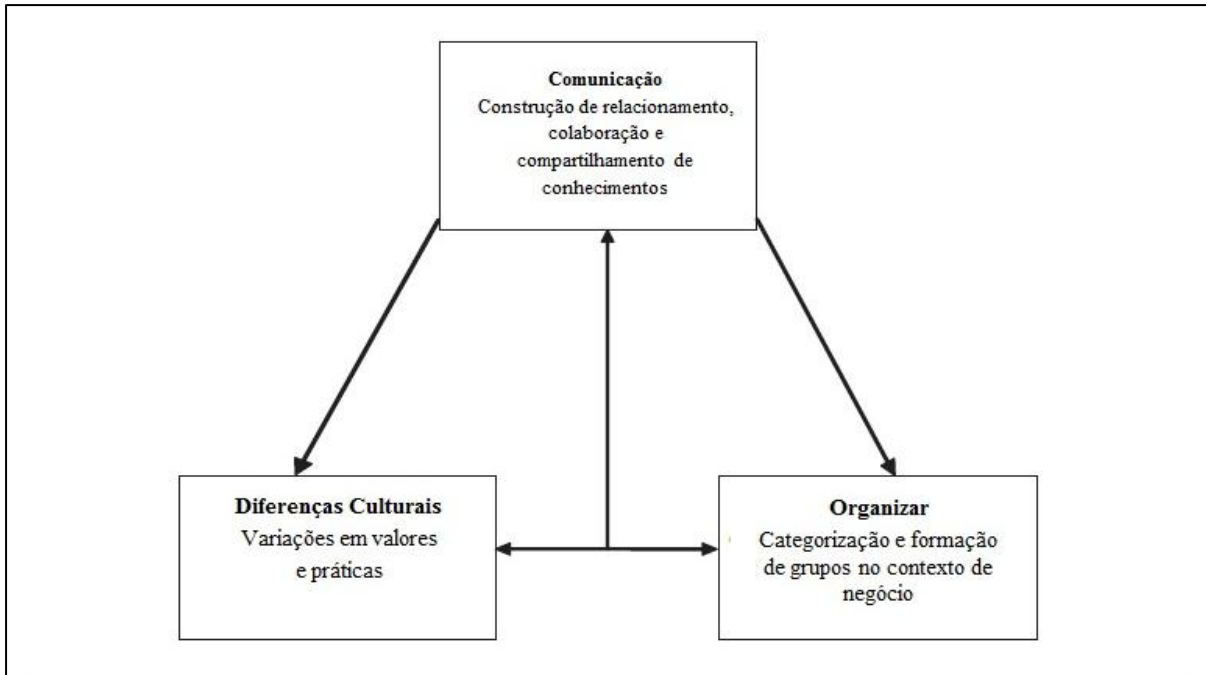 Comunicação
Construção de relacionamento,
colaboração e
compartilhamento de
conhecimentos
Diferenças Culturais
Variações em valores
e práticas
Organizar
Categorização e formação
de grupos no contexto de
negócio